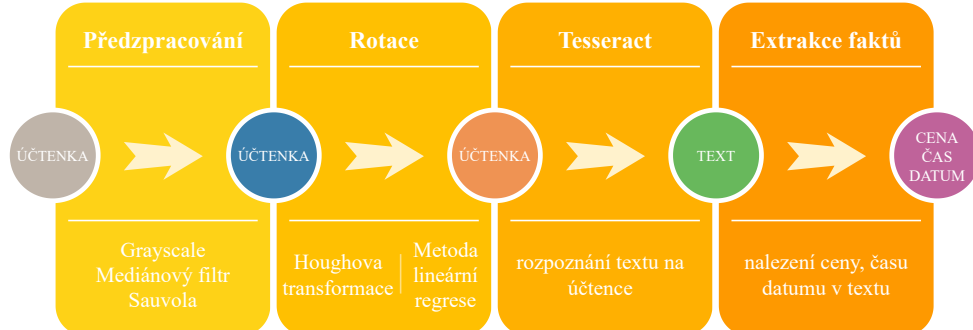 Předzpracování
Rotace
Tesseract
Extrakce faktů
ÚČTENKA
ÚČTENKA
ÚČTENKA
TEXT
CENA
ČAS
DATUM
Grayscale
Mediánový filtr
Sauvola
Houghova
transformace
Metoda
lineární
regrese
rozpoznání textu na
účtence
nalezení ceny, času
datumu v textu